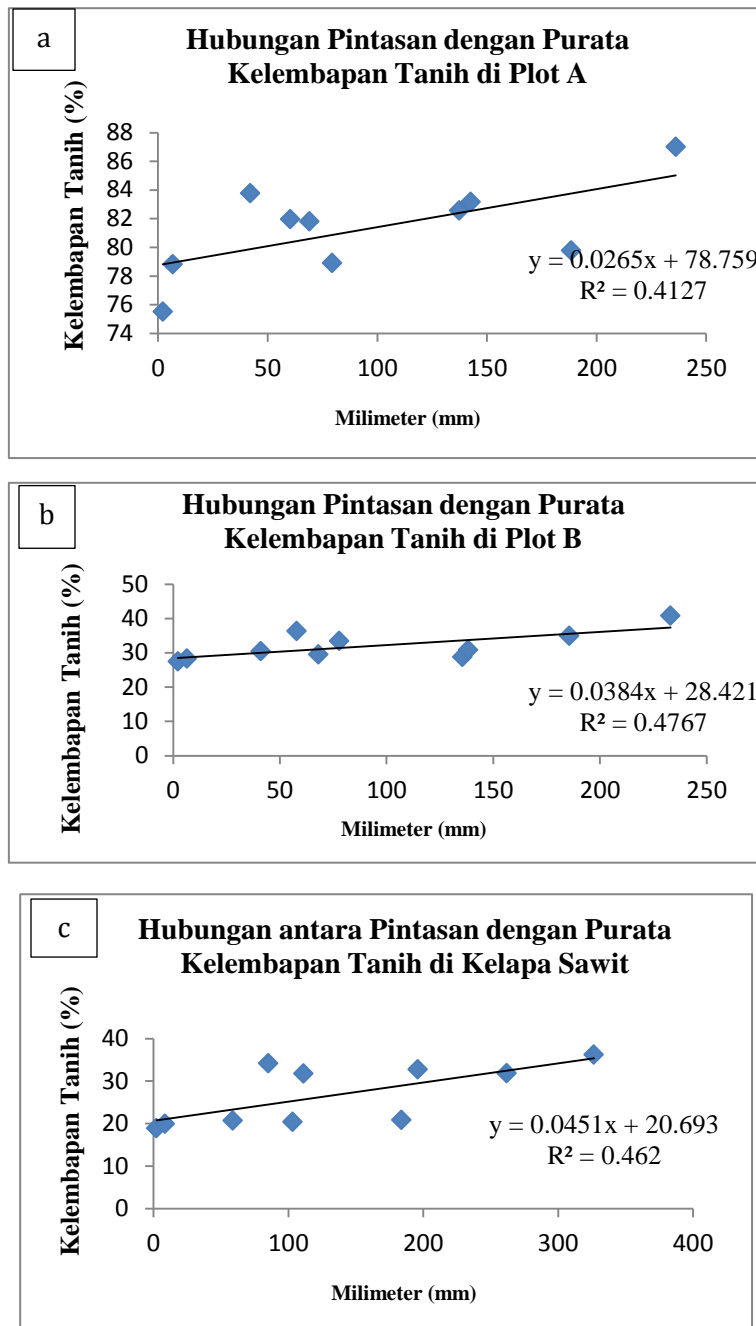 a
Hubungan Pintasan dengan Purata
Kelembapan Tanih di Plot A
Kelembapan Tanih (%)
88
86
84
82
80
78
76
74
y = 0.0265x + 78.759
R² = 0.4127
0 50 100 150 200 250
Milimeter (mm)
b
Hubungan Pintasan dengan Purata
Kelembapan Tanih di Plot B
Kelembapan Tanih (%)
50
40
30
20
10
0
y = 0.0384x + 28.421
R² = 0.4767
0 50 100 150 200 250
Milimeter (mm)
c
Hubungan antara Pintasan dengan Purata
Kelembapan Tanih di Kelapa Sawit
Kelembapan Tanih (%)
40
30
20
10
0
y = 0.0451x + 20.693
R² = 0.462
0 100 200 300 400
Milimeter (mm)